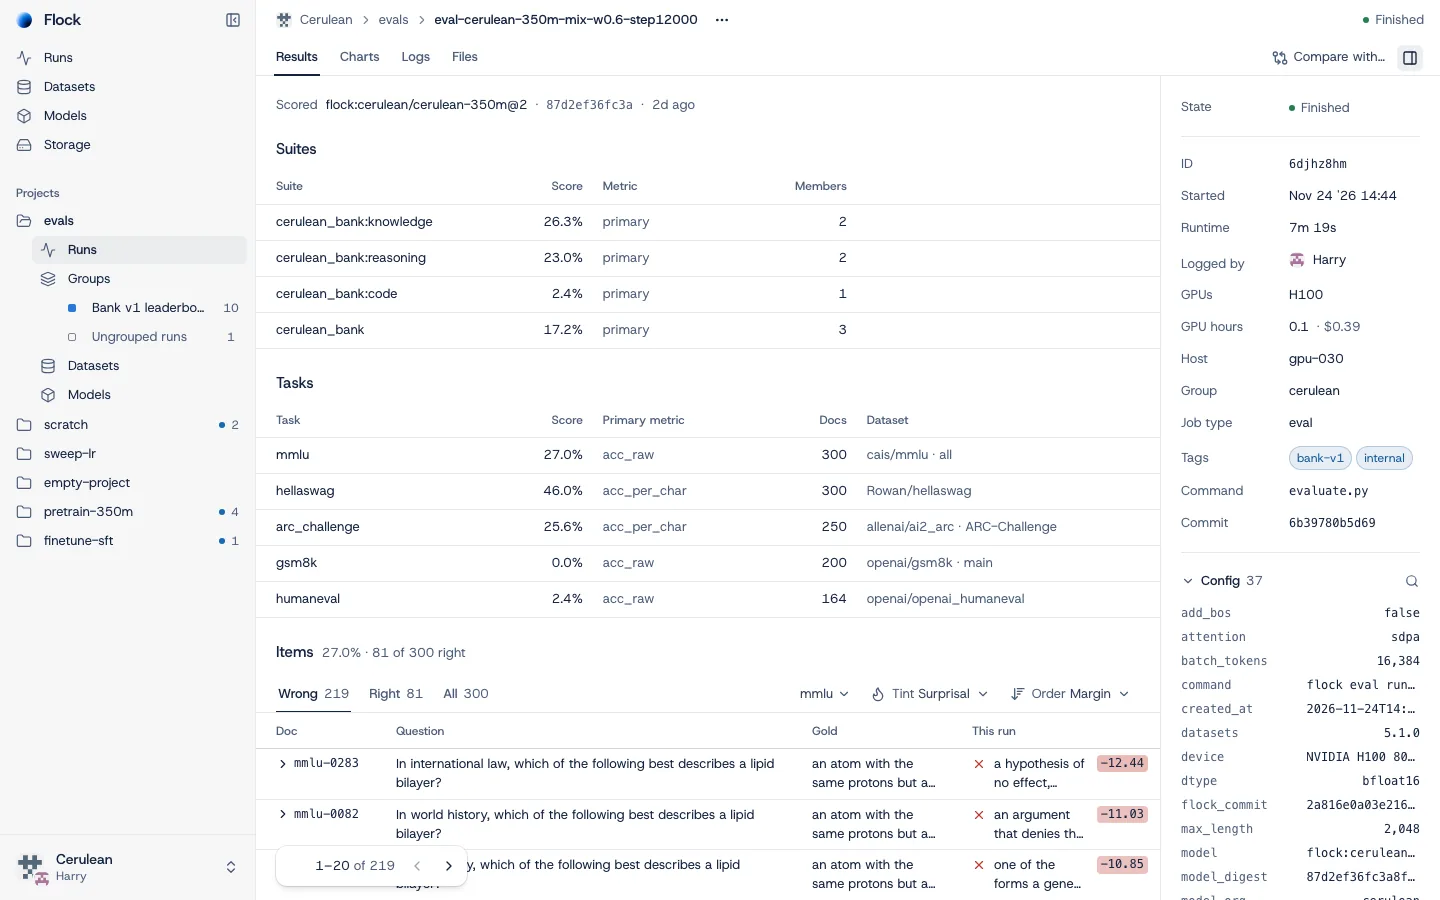 Flock
Runs
Datasets
Models
Storage
Projects
evals
Runs
Groups
Bank v1 leaderbo… 10
Ungrouped runs 1
Datasets
Models
scratch 2
sweep-lr
empty-project
pretrain-350m 4
finetune-sft 1
Cerulean
Harry
Cerulean > evals > eval-cerulean-350m-mix-w0.6-step12000 ···
Finished
Results Charts Logs Files
Compare with…
Scored flock:cerulean/cerulean-350m@2 · 87d2ef36fc3a · 2d ago
Suites
Suite Score Metric Members
cerulean_bank:knowledge 26.3% primary 2
cerulean_bank:reasoning 23.0% primary 2
cerulean_bank:code 2.4% primary 1
cerulean_bank 17.2% primary 3
Tasks
Task Score Primary metric Docs Dataset
mmlu 27.0% acc_raw 300 cais/mmlu · all
hellaswag 46.0% acc_per_char 300 Rowan/hellaswag
arc_challenge 25.6% acc_per_char 250 allenai/ai2_arc · ARC-Challenge
gsm8k 0.0% acc_raw 200 openai/gsm8k · main
humaneval 2.4% acc_raw 164 openai/openai_humaneval
Items 27.0% · 81 of 300 right
Wrong 219 Right 81 All 300 mmlu Tint Surprisal Order Margin
Doc Question Gold This run
mmlu-0283 In international law, which of the following best describes a lipid bilayer? an atom with the same protons but a… a hypothesis of no effect,… -12.44
mmlu-0082 In world history, which of the following best describes a lipid bilayer? an atom with the same protons but a… an argument that denies th… -11.03
y, which of the following best describes a lipid an atom with the same protons but a… one of the forms a gene… -10.85
1–20 of 219
State Finished
ID 6djhz8hm
Started Nov 24 '26 14:44
Runtime 7m 19s
Logged by Harry
GPUs H100
GPU hours 0.1 · $0.39
Host gpu-030
Group cerulean
Job type eval
Tags bank-v1 internal
Command evaluate.py
Commit 6b39780b5d69
Config 37
add_bos false
attention sdpa
batch_tokens 16,384
command flock eval run…
created_at 2026-11-24T14:…
datasets 5.1.0
device NVIDIA H100 80…
dtype bfloat16
flock_commit 2a816e0a03e216…
max_length 2,048
model flock:cerulean…
model_digest 87d2ef36fc3a8f…